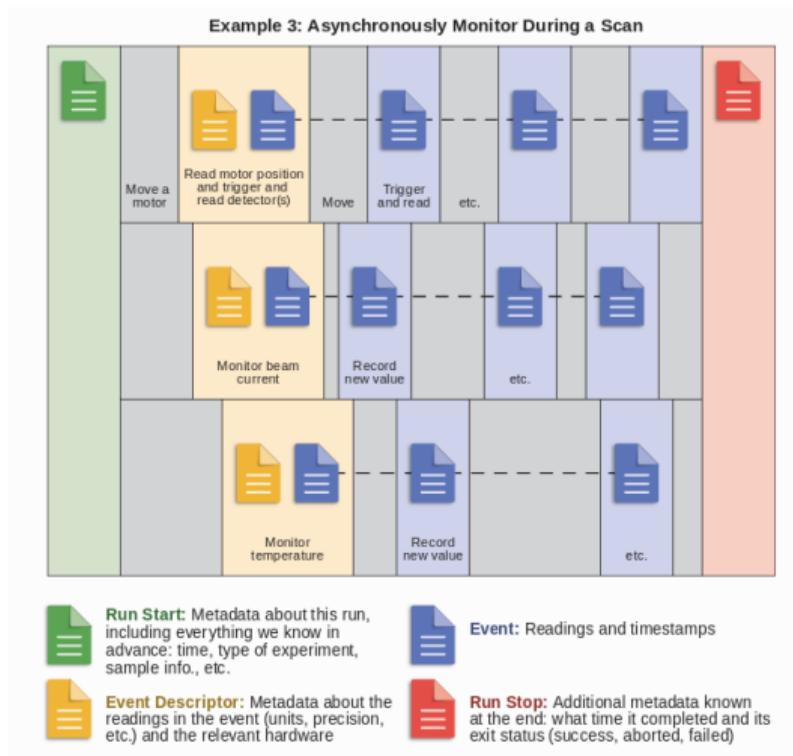 Example 3: Asynchronously Monitor During a Scan
Move a
motor
Read motor position
and trigger and
read detector(s)
Move
Trigger
and read
etc.
Monitor beam
current
Record
new value
etc.
Monitor
temperature
Record
new value
etc.
Run Start: Metadata about this run,
including everything we know in
advance: time, type of experiment,
sample info., etc.
Event: Readings and timestamps
Event Descriptor: Metadata about the
readings in the event (units, precision,
etc.) and the relevant hardware
Run Stop: Additional metadata known
at the end: what time it completed and its
exit status (success, aborted, failed)